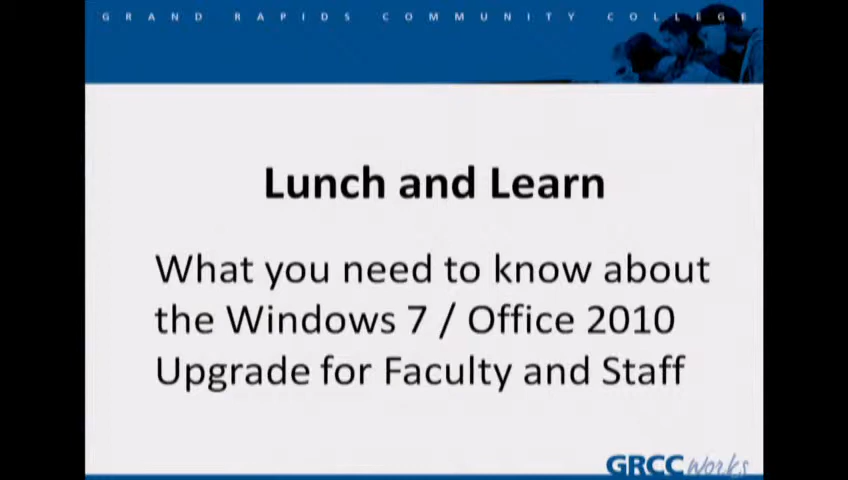 GRAND RAPIDS COMMUNITY COLLEGE
Lunch and Learn
What you need to know about
the Windows 7 / Office 2010
Upgrade for Faculty and Staff
GRCC Works